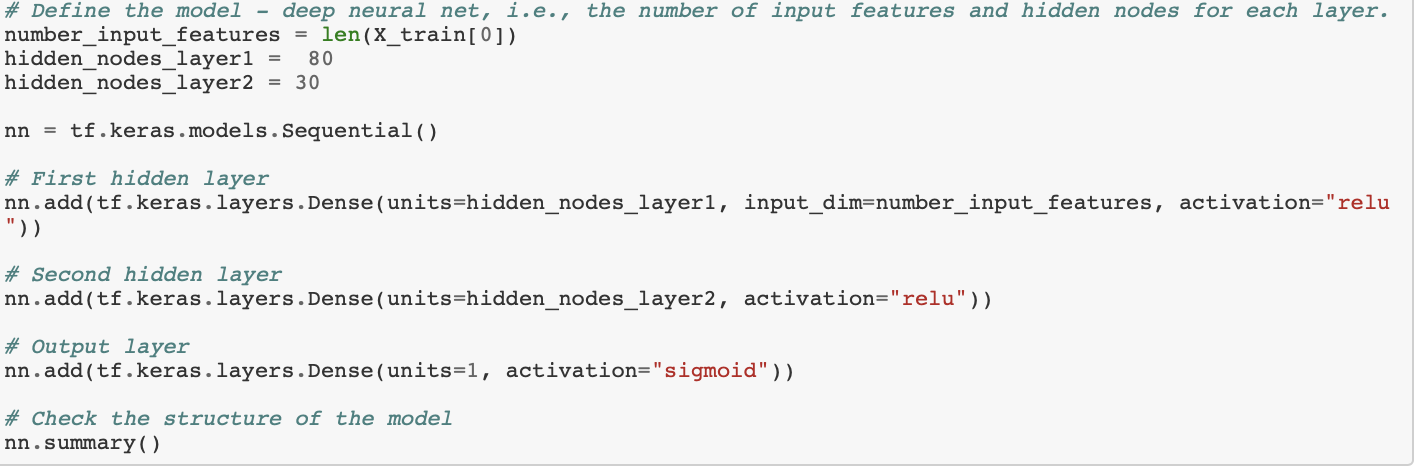 # Define the model - deep neural net, i.e., the number of input features and hidden nodes for each layer.
number_input_features = len(X_train[0])
hidden_nodes_layer1 =  80
hidden_nodes_layer2 = 30
nn = tf.keras.models.Sequential()
# First hidden layer
nn.add(tf.keras.layers.Dense(units=hidden_nodes_layer1, input_dim=number_input_features, activation="relu
"))
# Second hidden layer
nn.add(tf.keras.layers.Dense(units=hidden_nodes_layer2, activation="relu"))
# Output layer
nn.add(tf.keras.layers.Dense(units=1, activation="sigmoid"))
# Check the structure of the model
nn.summary()